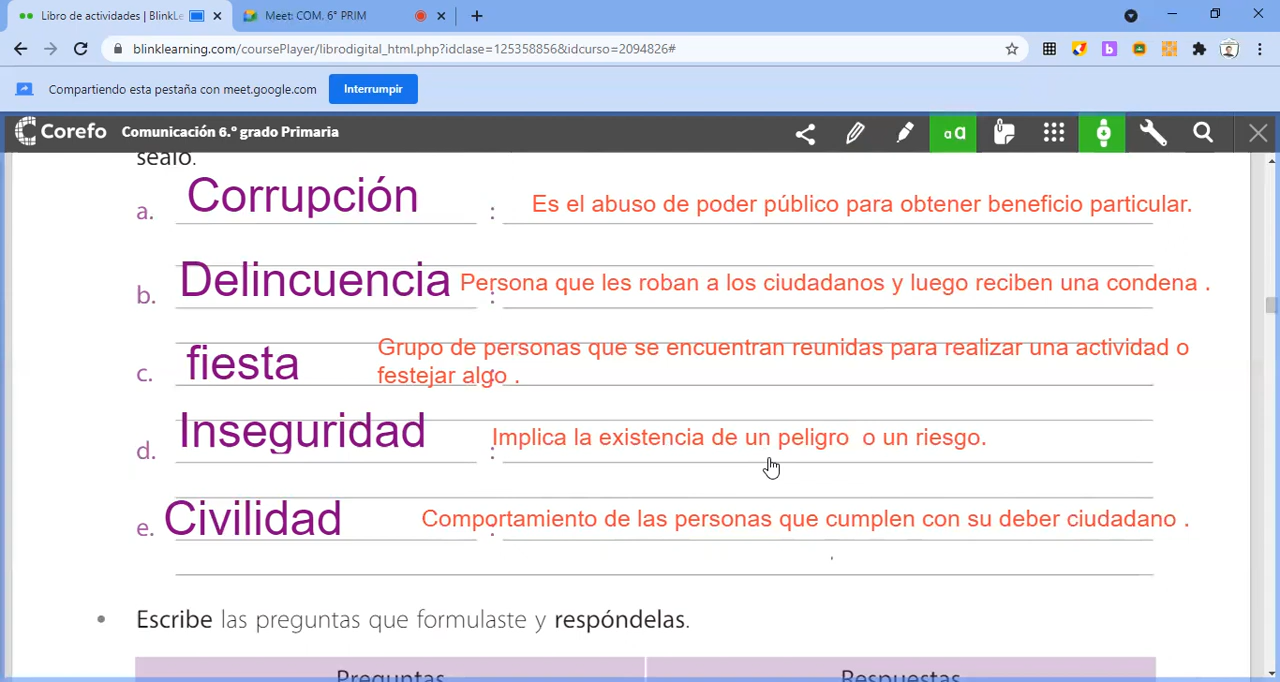 Libro de actividades | BlinkLe
Meet: COM. 6° PRIM
blinklearning.com/coursePlayer/librodigital_html.php?idclase=125358856&idcurso=2094826#
Compartiendo esta pestaña con meet.google.com
Interrumpir
Corefo
Comunicación 6.º grado Primaria
aa
a. Corrupción : Es el abuso de poder público para obtener beneficio particular.
b. Delincuencia : Persona que les roban a los ciudadanos y luego reciben una condena .
c. fiesta : Grupo de personas que se encuentran reunidas para realizar una actividad o
festejar algo .
d. Inseguridad : Implica la existencia de un peligro o un riesgo.
e. Civilidad : Comportamiento de las personas que cumplen con su deber ciudadano .
• Escribe las preguntas que formulaste y respóndelas.
Preguntas Respuestas